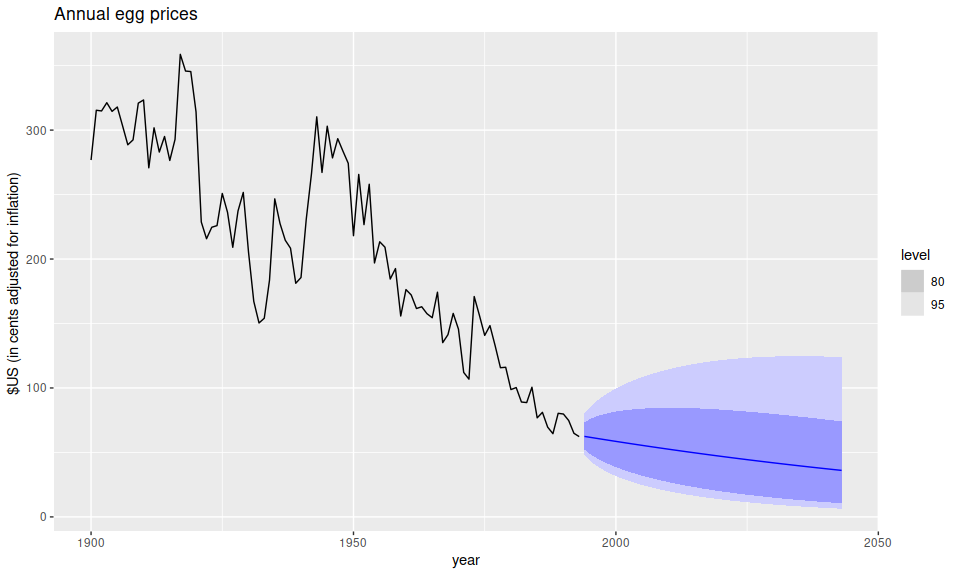 Annual egg prices
$US (in cents adjusted for inflation)
300
200
100
0
1900
1950
2000
2050
year
level
80
95